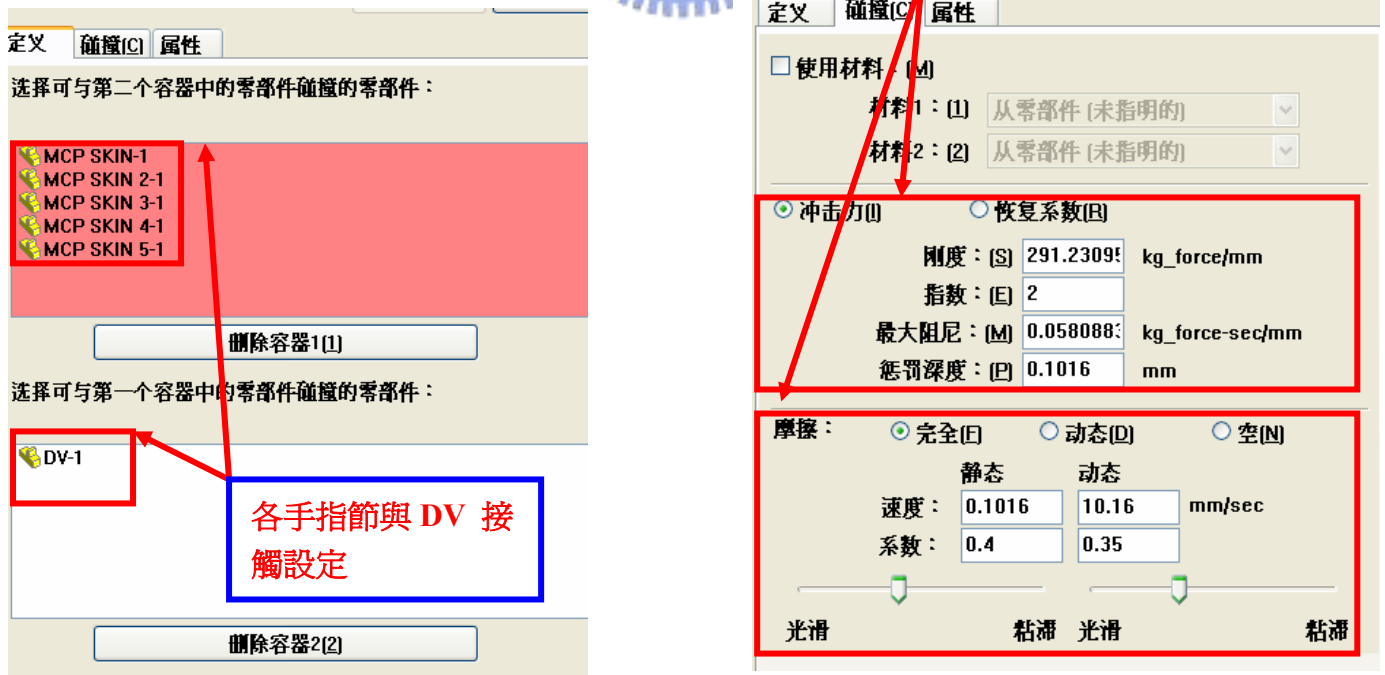 定义 碰撞(C) 属性
选择可与第二个容器中的零部件碰撞的零部件：
MCP SKIN-1
MCP SKIN 2-1
MCP SKIN 3-1
MCP SKIN 4-1
MCP SKIN 5-1
删除容器1(1)
选择可与第一个容器中的零部件碰撞的零部件：
DV-1
各手指節與 DV 接
觸設定
删除容器2(2)
定义 碰撞(C) 属性
使用材料：(M)
材料1：(1) 从零部件 (未指明的)
材料2：(2) 从零部件 (未指明的)
冲击力(I) 恢复系数(R)
刚度：(S) 291.23095 kg_force/mm
指数：(E) 2
最大阻尼：(M) 0.058088 kg_force-sec/mm
惩罚深度：(P) 0.1016 mm
摩擦： 完全(F) 动态(D) 空(N)
静态 动态
速度： 0.1016 10.16 mm/sec
系数： 0.4 0.35
光滑 粘滞 光滑 粘滞